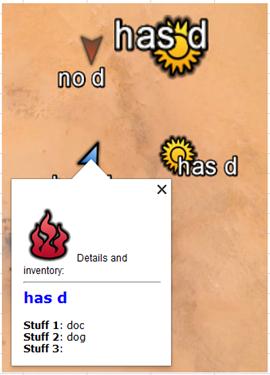 has d
no d
has d
Details and
inventory:
has d
Stuff 1: doc
Stuff 2: dog
Stuff 3: